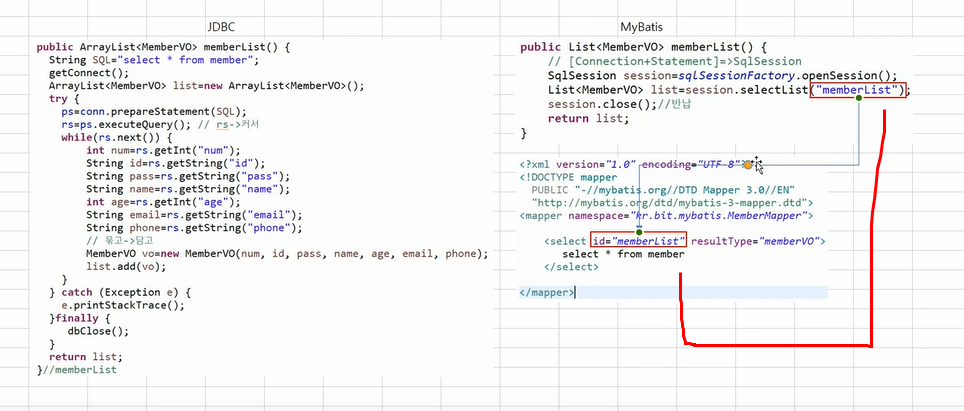 JDBC
public ArrayList<MemberVO> memberList() {
String SQL="select * from member";
getConnect();
ArrayList<MemberVO> list=new ArrayList<MemberVO>();
try {
ps=conn.prepareStatement(SQL);
rs=ps.executeQuery(); // rs->커서
while(rs.next()) {
int num=rs.getInt("num");
String id=rs.getString("id");
String pass=rs.getString("pass");
String name=rs.getString("name");
int age=rs.getInt("age");
String email=rs.getString("email");
String phone=rs.getString("phone");
// 묶고->담고
MemberVO vo=new MemberVO(num, id, pass, name, age, email, phone);
list.add(vo);
}
} catch (Exception e) {
e.printStackTrace();
}finally {
dbClose();
}
return list;
}//memberList
MyBatis
public List<MemberVO> memberList() {
// [Connection+Statement]=>SqlSession
SqlSession session=sqlSessionFactory.openSession();
List<MemberVO> list=session.selectList("memberList");
session.close();//반납
return list;
}
<?xml version="1.0" encoding="UTF-8"?>
<!DOCTYPE mapper
PUBLIC "-//mybatis.org//DTD Mapper 3.0//EN"
"http://mybatis.org/dtd/mybatis-3-mapper.dtd">
<mapper namespace="kr.bit.mybatis.MemberMapper">
<select id="memberList" resultType="memberVO">
select * from member
</select>
</mapper>